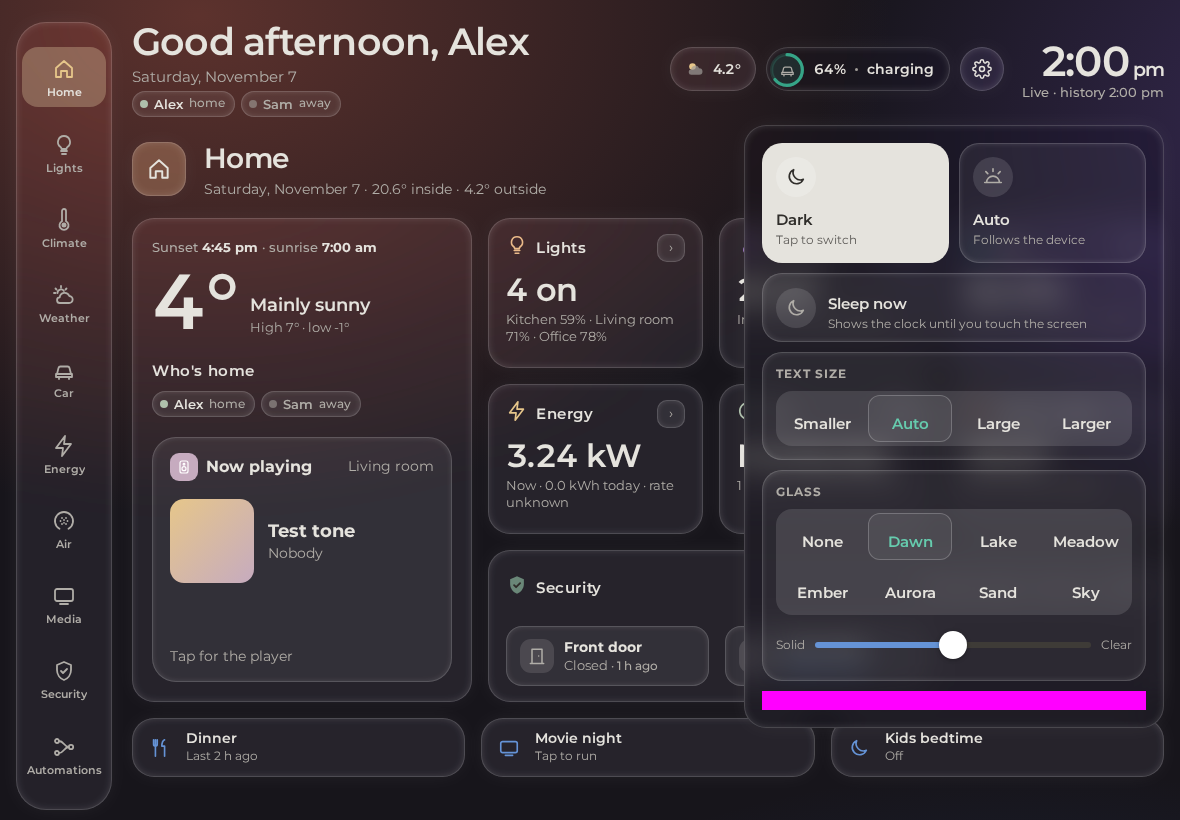 Good afternoon, Alex
Saturday, November 7
Alex home
Sam away
4.2°
64% · charging
2:00 pm
Live · history 2:00 pm
Home
Lights
Climate
Weather
Car
Energy
Air
Media
Security
Automations
Home
Saturday, November 7 · 20.6° inside · 4.2° outside
Sunset 4:45 pm · sunrise 7:00 am
4°
Mainly sunny
High 7° · low -1°
Who's home
Alex home
Sam away
Now playing
Living room
Test tone
Nobody
Tap for the player
Lights
4 on
Kitchen 59% · Living room
71% · Office 78%
Energy
3.24 kW
Now · 0.0 kWh today · rate
unknown
Security
Front door
Closed · 1 h ago
Dinner
Last 2 h ago
Movie night
Tap to run
Kids bedtime
Off
Dark
Tap to switch
Auto
Follows the device
Sleep now
Shows the clock until you touch the screen
TEXT SIZE
Smaller
Auto
Large
Larger
GLASS
None
Dawn
Lake
Meadow
Ember
Aurora
Sand
Sky
Solid
Clear